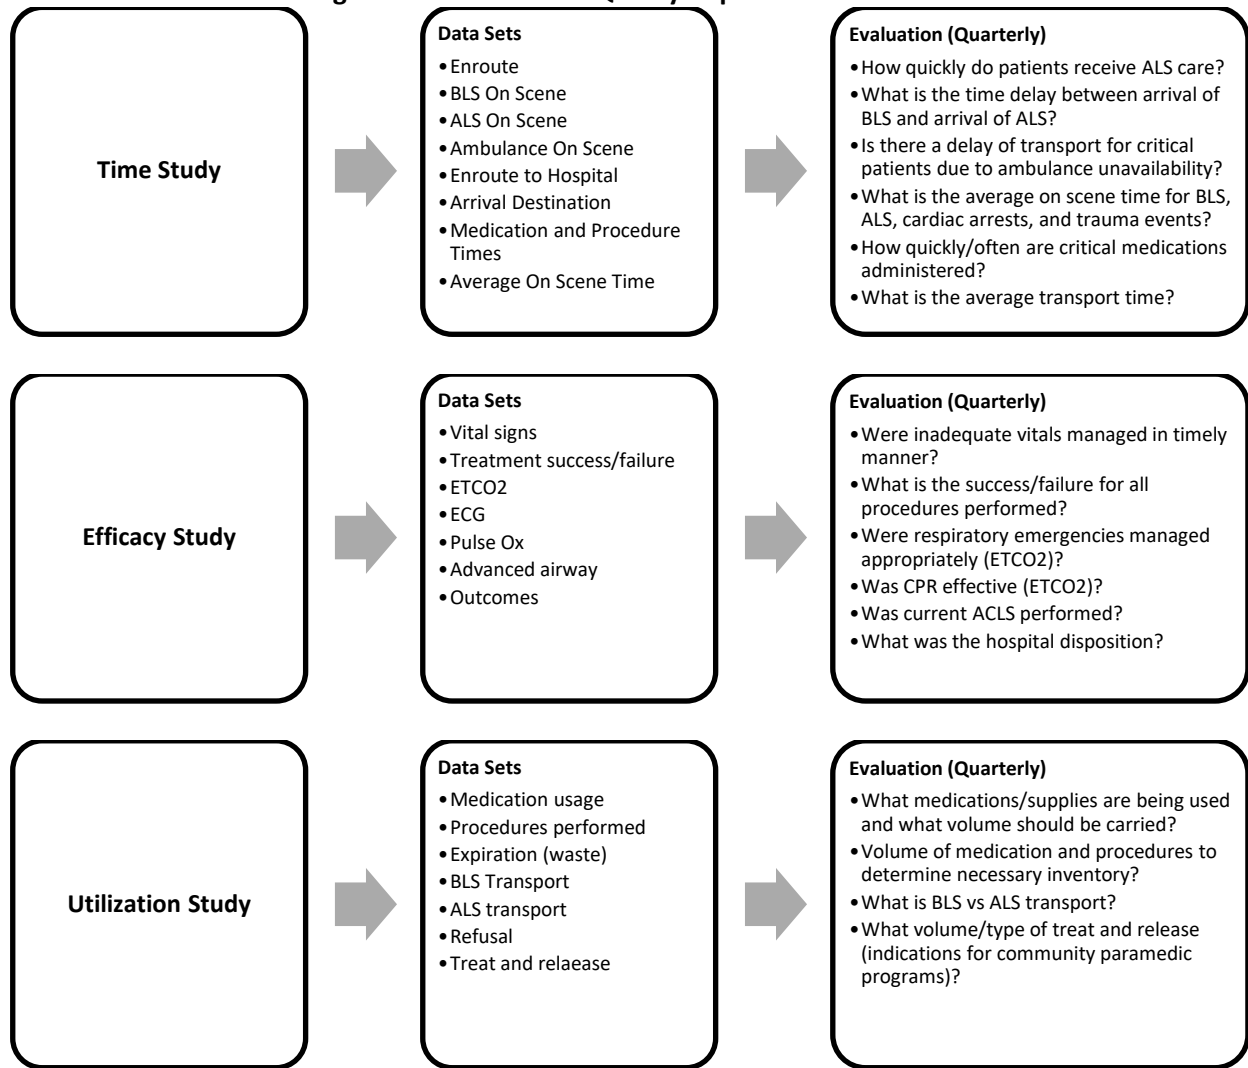 Time Study
Data Sets
•Enroute
•BLS On Scene
•ALS On Scene
•Ambulance On Scene
•Enroute to Hospital
•Arrival Destination
•Medication and Procedure
Times
•Average On Scene Time
Evaluation (Quarterly)
•How quickly do patients receive ALS care?
•What is the time delay between arrival of
BLS and arrival of ALS?
•Is there a delay of transport for critical
patients due to ambulance unavailability?
•What is the average on scene time for BLS,
ALS, cardiac arrests, and trauma events?
•How quickly/often are critical medications
administered?
•What is the average transport time?
Efficacy Study
Data Sets
•Vital signs
•Treatment success/failure
•ETCO2
•ECG
•Pulse Ox
•Advanced airway
•Outcomes
Evaluation (Quarterly)
•Were inadequate vitals managed in timely
manner?
•What is the success/failure for all
procedures performed?
•Were respiratory emergencies managed
appropriately (ETCO2)?
•Was CPR effective (ETCO2)?
•Was current ACLS performed?
•What was the hospital disposition?
Utilization Study
Data Sets
•Medication usage
•Procedures performed
•Expiration (waste)
•BLS Transport
•ALS transport
•Refusal
•Treat and relaease
Evaluation (Quarterly)
•What medications/supplies are being used
and what volume should be carried?
•Volume of medication and procedures to
determine necessary inventory?
•What is BLS vs ALS transport?
•What volume/type of treat and release
(indications for community paramedic
programs)?